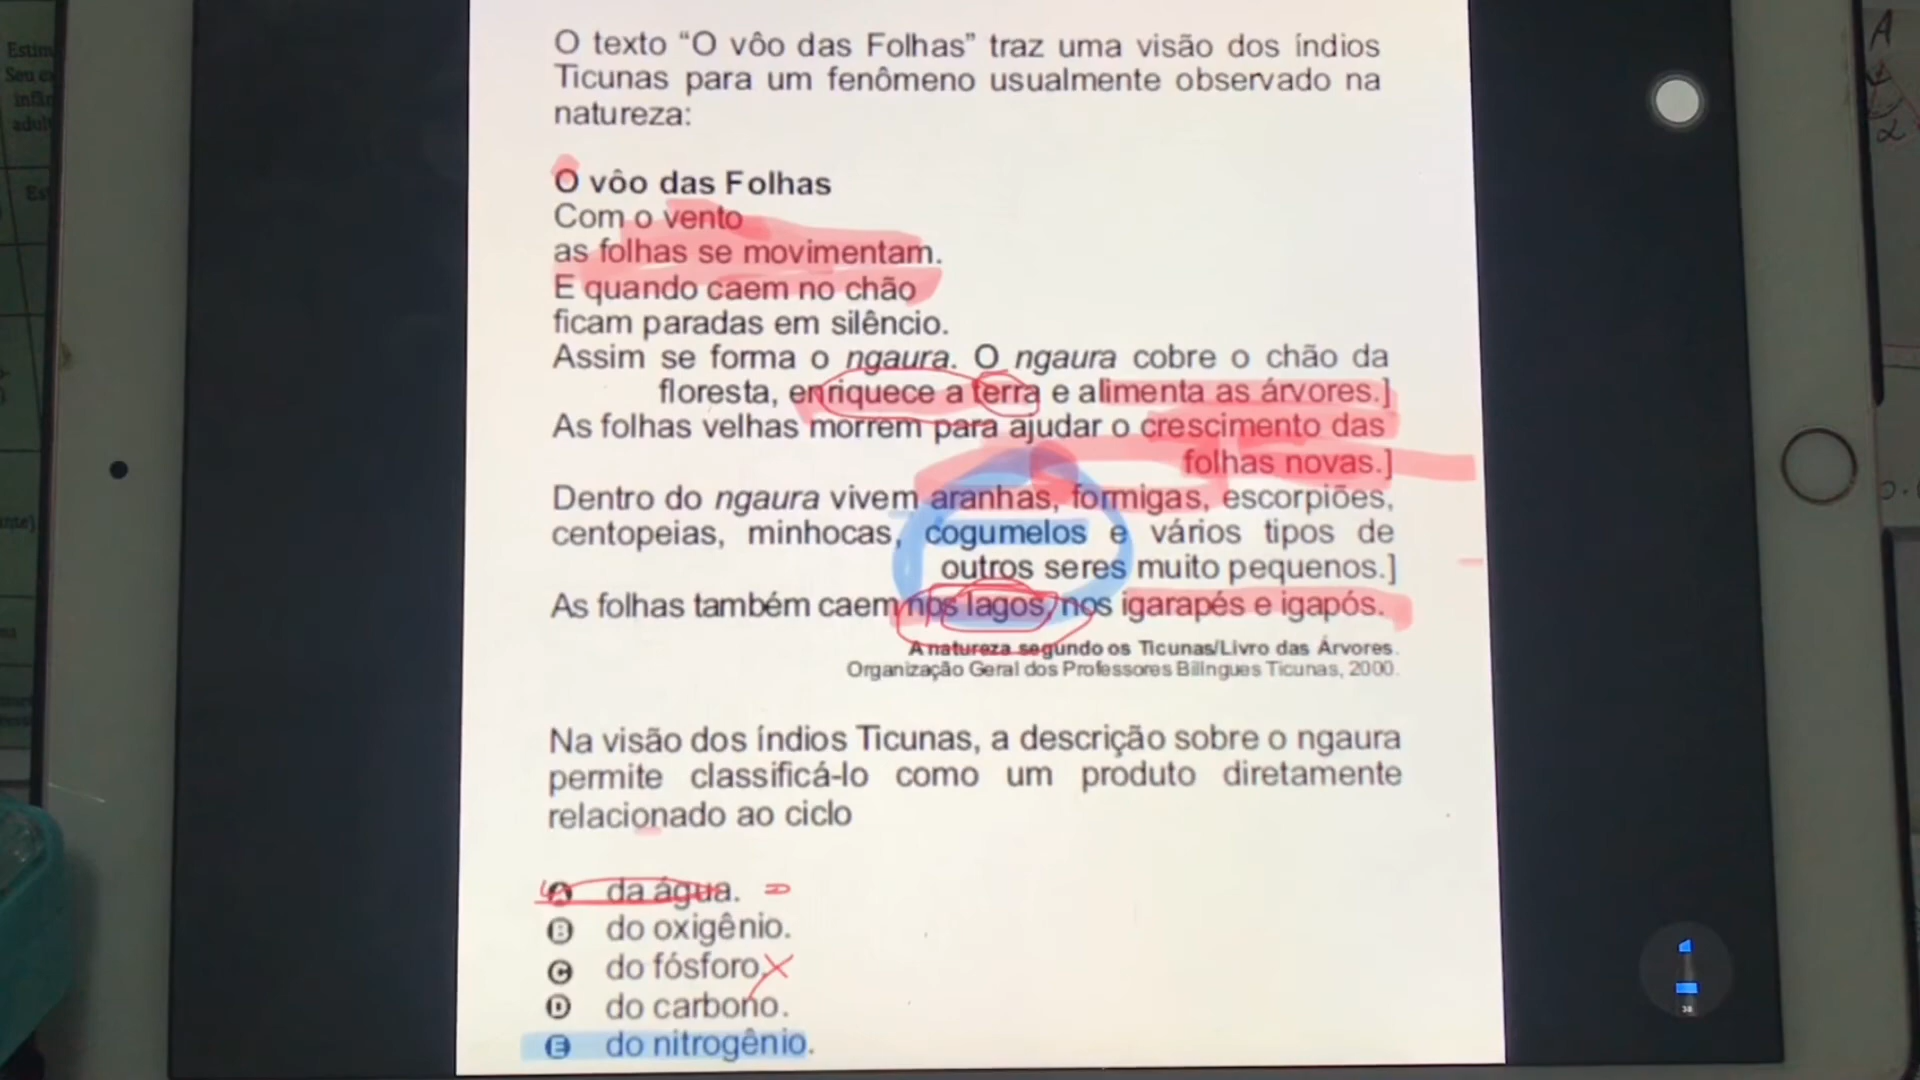 O texto “O vôo das Folhas” traz uma visão dos índios
Ticunas para um fenômeno usualmente observado na
natureza:
O vôo das Folhas
Com o vento
as folhas se movimentam.
E quando caem no chão
ficam paradas em silêncio.
Assim se forma o ngaura. O ngaura cobre o chão da
floresta, enriquece a terra e alimenta as árvores.]
As folhas velhas morrem para ajudar o crescimento das
folhas novas.]
Dentro do ngaura vivem aranhas, formigas, escorpiões,
centopeias, minhocas, cogumelos e vários tipos de
outros seres muito pequenos.]
As folhas também caem nos lagos, nos igarapés e igapós.
A natureza segundo os Ticunas/Livro das Árvores.
Organização Geral dos Professores Bilíngues Ticunas, 2000.
Na visão dos índios Ticunas, a descrição sobre o ngaura
permite classificá-lo como um produto diretamente
relacionado ao ciclo
A da água.
B do oxigênio.
C do fósforo.
D do carbono.
E do nitrogênio.